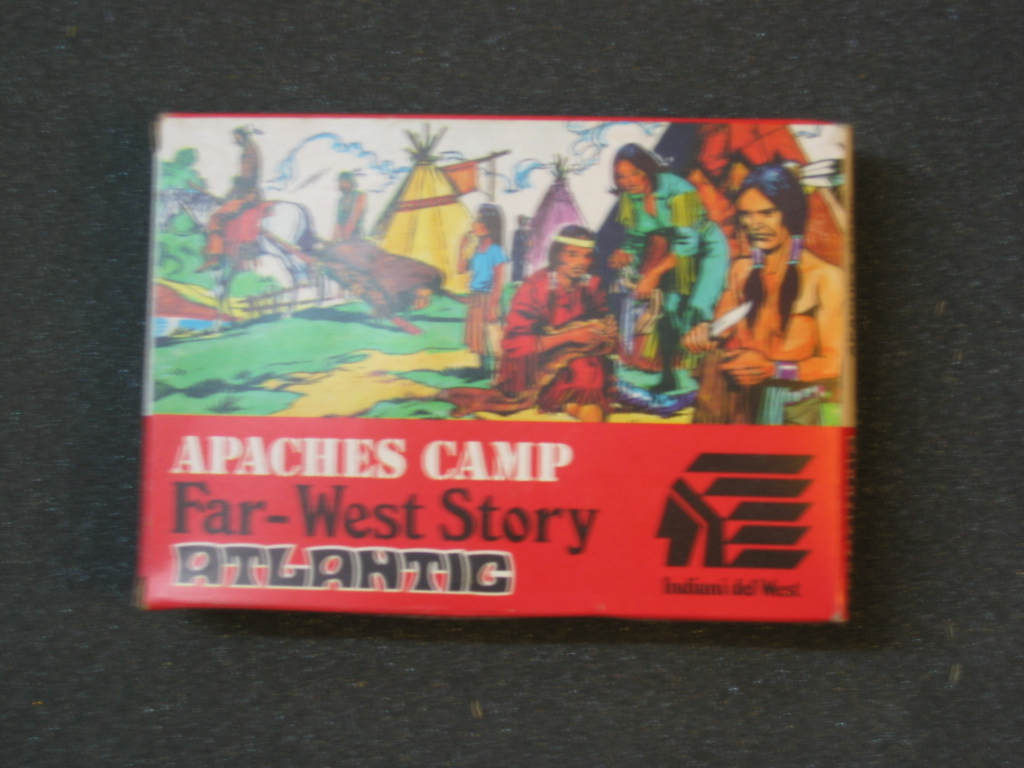 APACHES CAMP
Far-West Story
ATLANTIC
Indiani del West